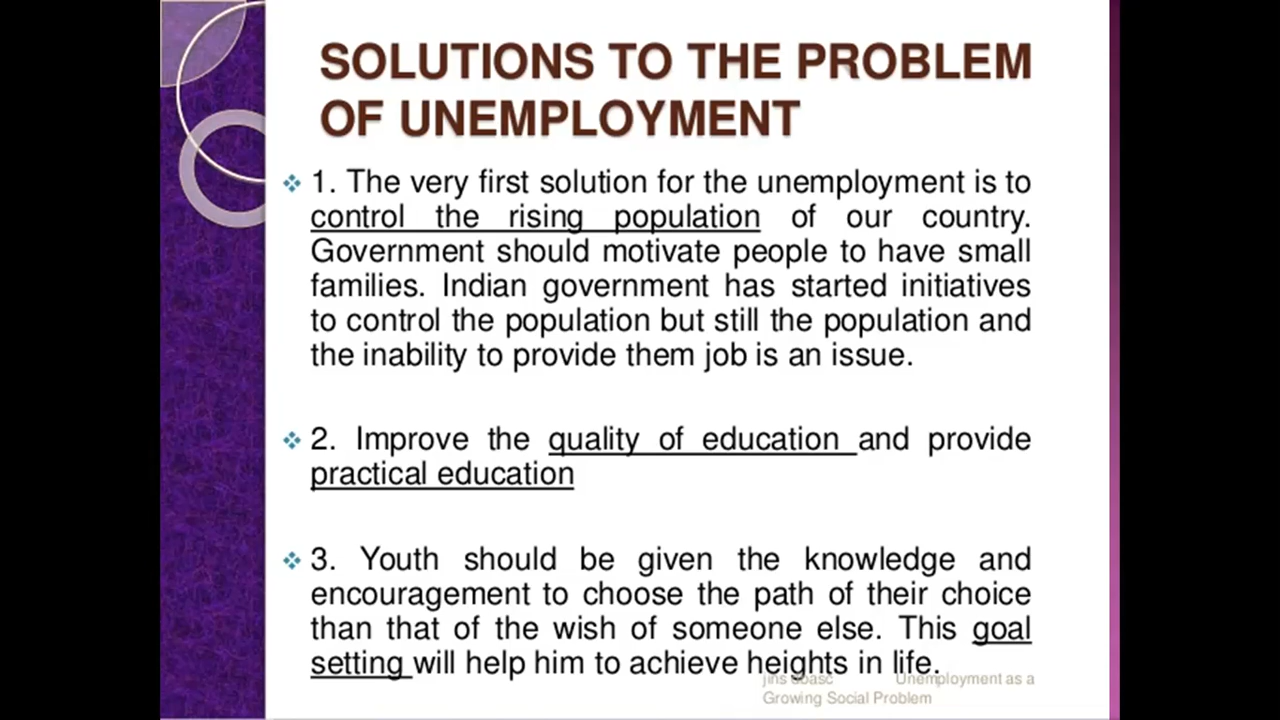 SOLUTIONS TO THE PROBLEM
OF UNEMPLOYMENT
1. The very first solution for the unemployment is to
control the rising population of our country.
Government should motivate people to have small
families. Indian government has started initiatives
to control the population but still the population and
the inability to provide them job is an issue.
2. Improve the quality of education and provide
practical education
3. Youth should be given the knowledge and
encouragement to choose the path of their choice
than that of the wish of someone else. This goal
setting will help him to achieve heights in life.
jins Unemployment as a
Growing Social Problem